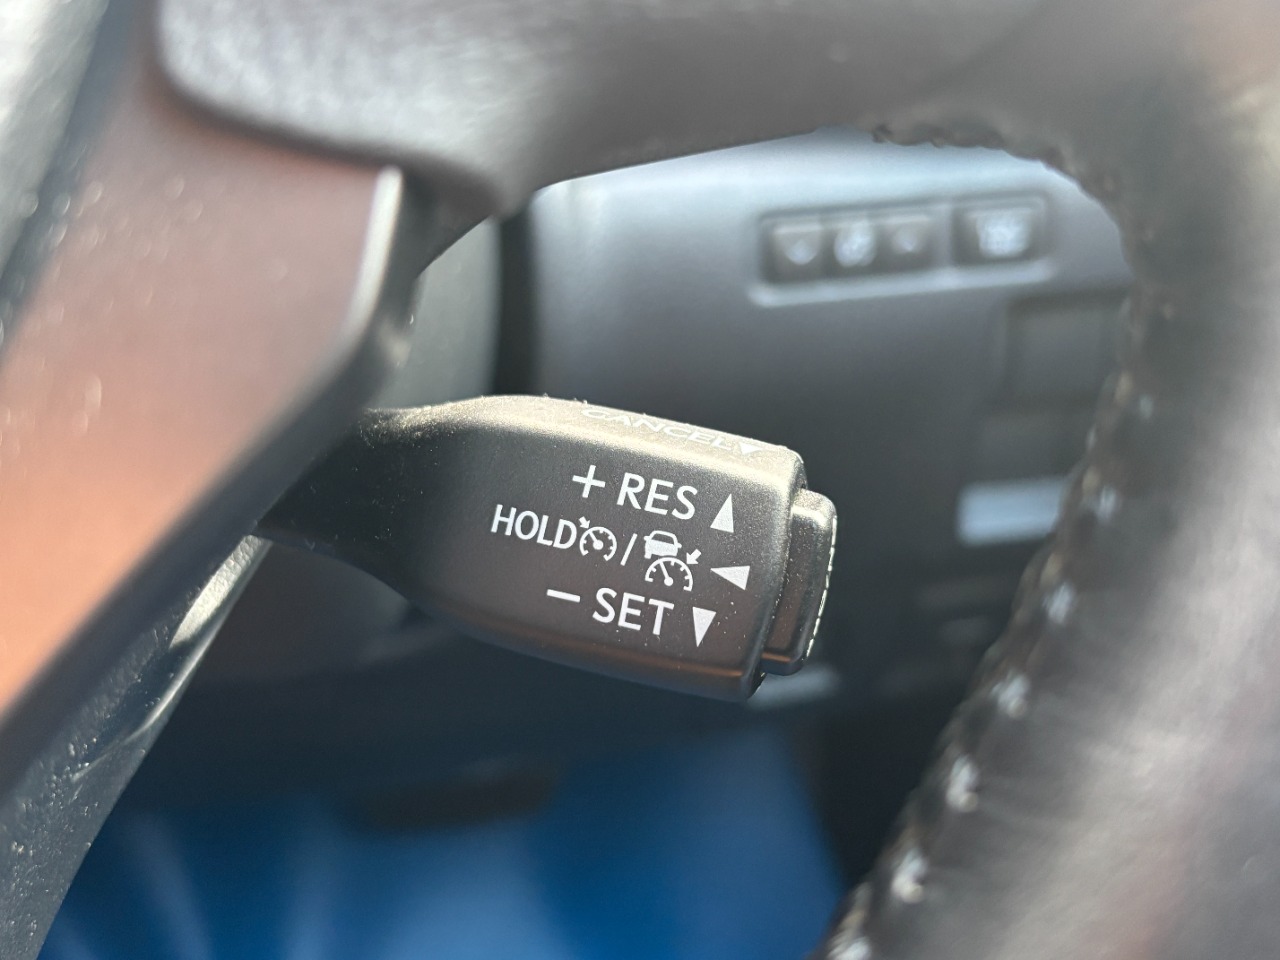 CANCEL
+ RES
HOLD /
− SET